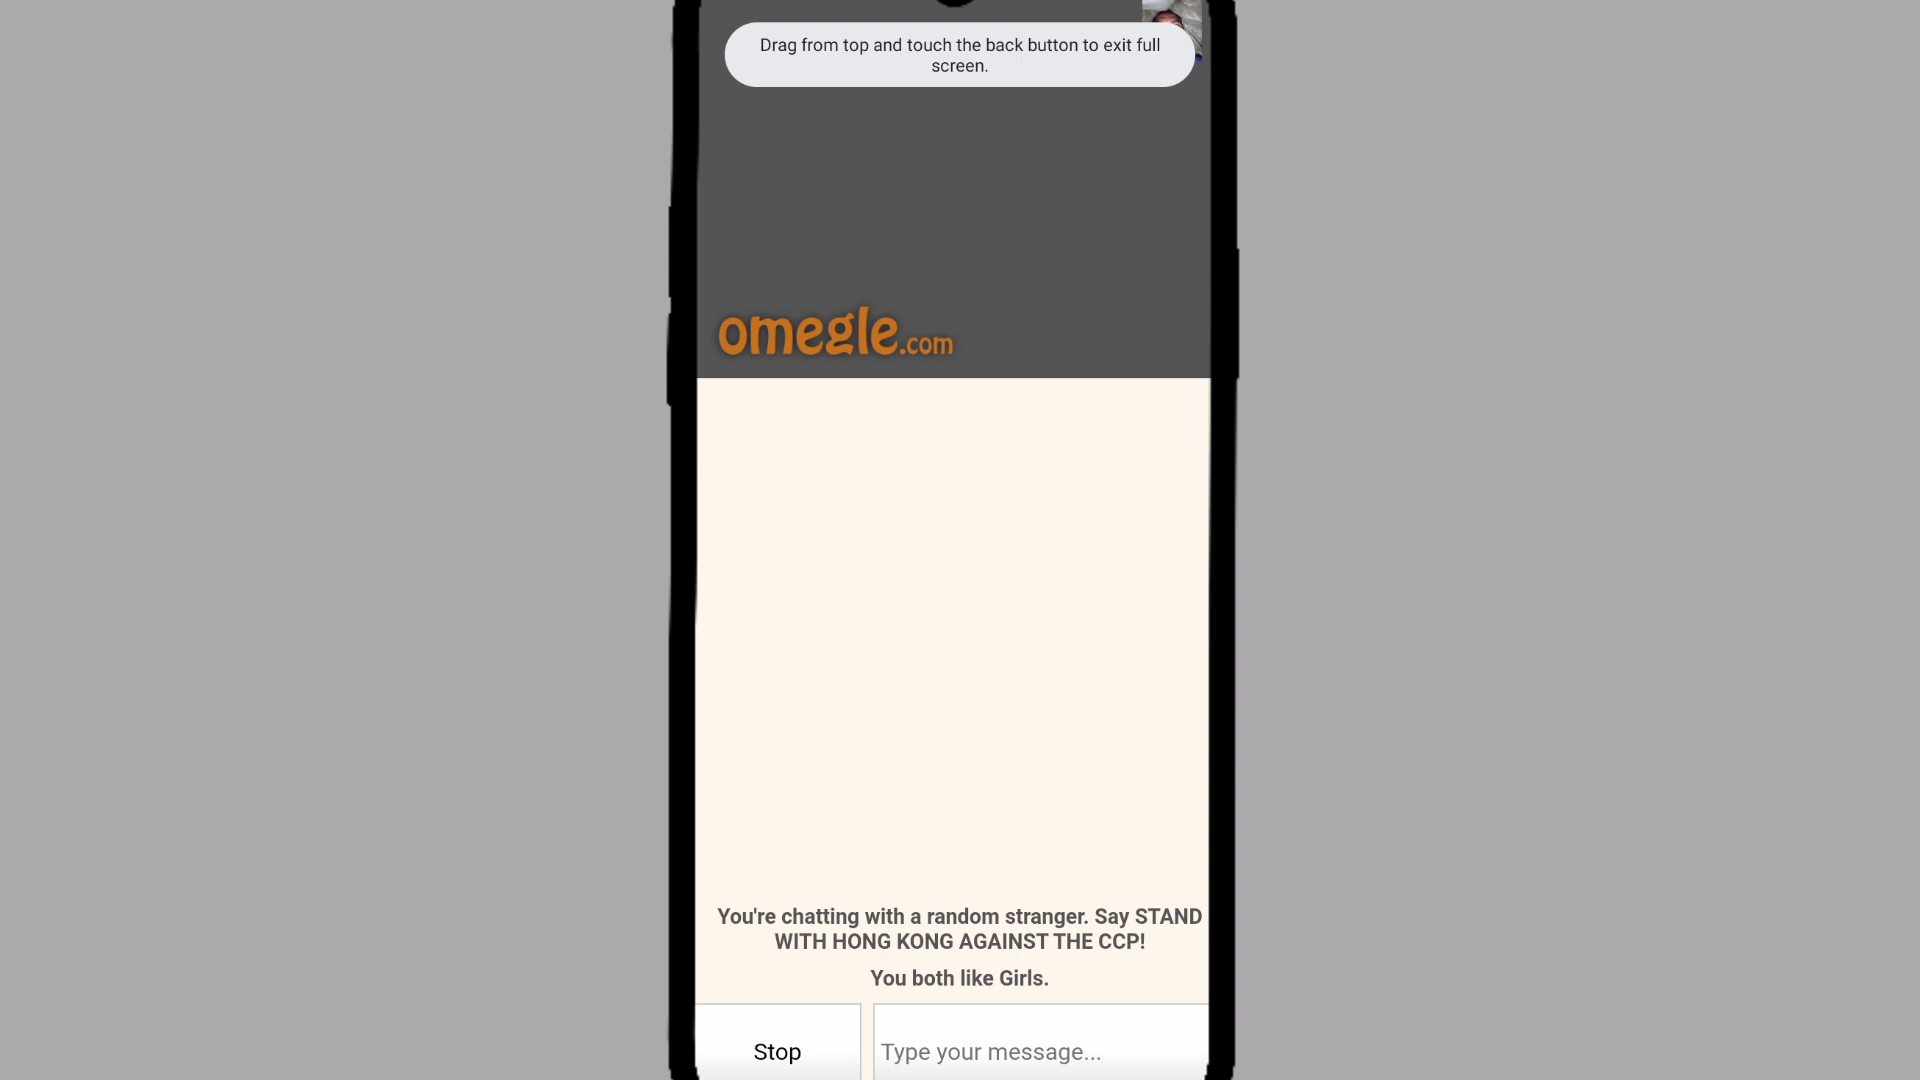 Drag from top and touch the back button to exit full
screen.
omegle.com
You're chatting with a random stranger. Say STAND
WITH HONG KONG AGAINST THE CCP!
You both like Girls.
Stop
Type your message...